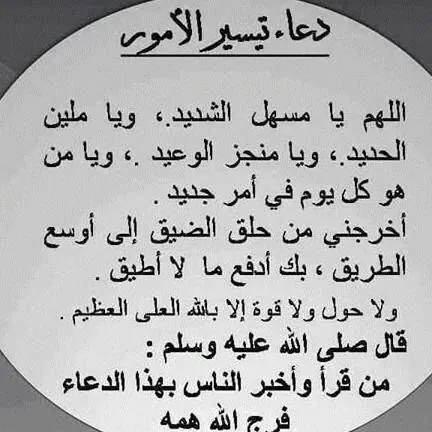 دعاء تيسير الأمور
اللهم يا مسهل الشديد.، ويا ملين
الحديد.، ويا منجز الوعيد .، ويا من
هو كل يوم في أمر جديد .
أخرجني من حلق الضيق إلى أوسع
الطريق ، بك أدفع ما لا أطيق .
ولا حول ولا قوة إلا بالله العلى العظيم .
قال صلى الله عليه وسلم :
من قرأ وأخبر الناس بهذا الدعاء
فرج الله همه